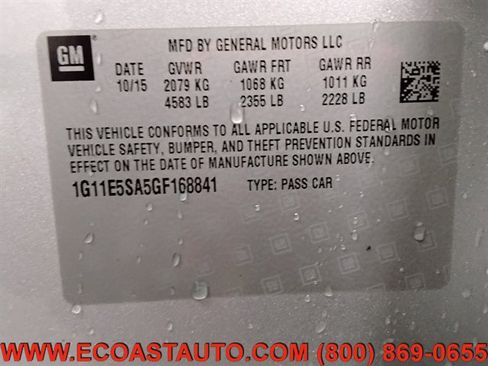 GM
MFD BY GENERAL MOTORS LLC
DATE GVWR GAWR FRT GAWR RR
10/15 2079 KG 1068 KG 1011 KG
4583 LB 2355 LB 2228 LB
THIS VEHICLE CONFORMS TO ALL APPLICABLE U.S. FEDERAL MOTOR
VEHICLE SAFETY, BUMPER, AND THEFT PREVENTION STANDARDS IN
EFFECT ON THE DATE OF MANUFACTURE SHOWN ABOVE.
1G11E5SA5GF168841 TYPE: PASS CAR
WWW.ECOASTAUTO.COM (800) 869-0655